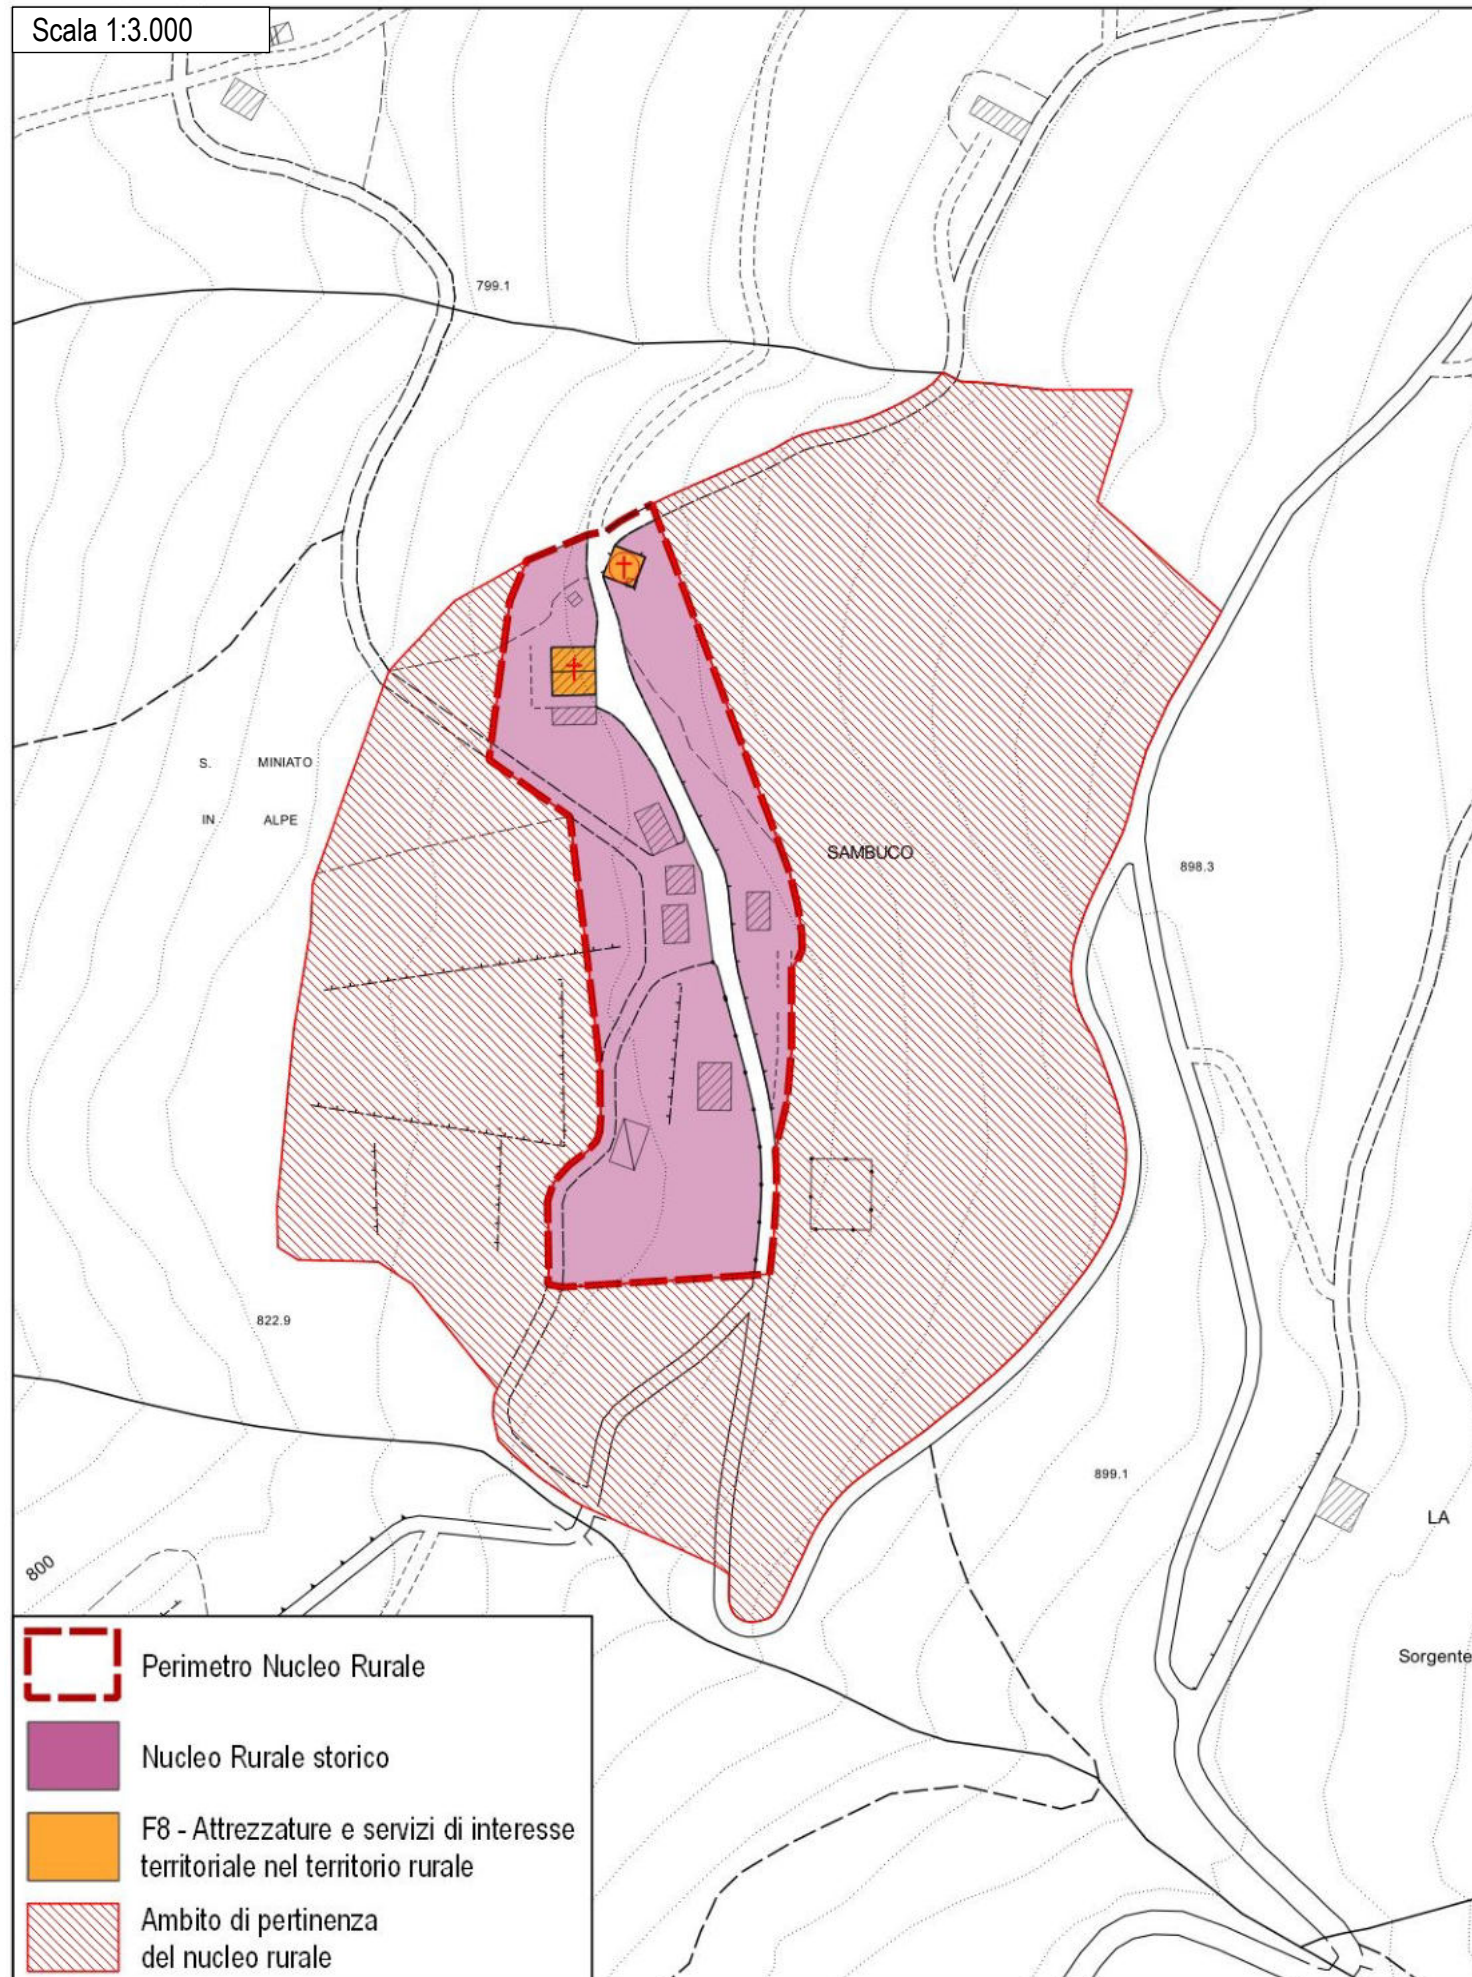 Scala 1:3.000
799.1
S. MINIATO
IN ALPE
SAMBUCO
898.3
822.9
899.1
LA
800
Sorgente
Perimetro Nucleo Rurale
Nucleo Rurale storico
F8 - Attrezzature e servizi di interesse
territoriale nel territorio rurale
Ambito di pertinenza
del nucleo rurale